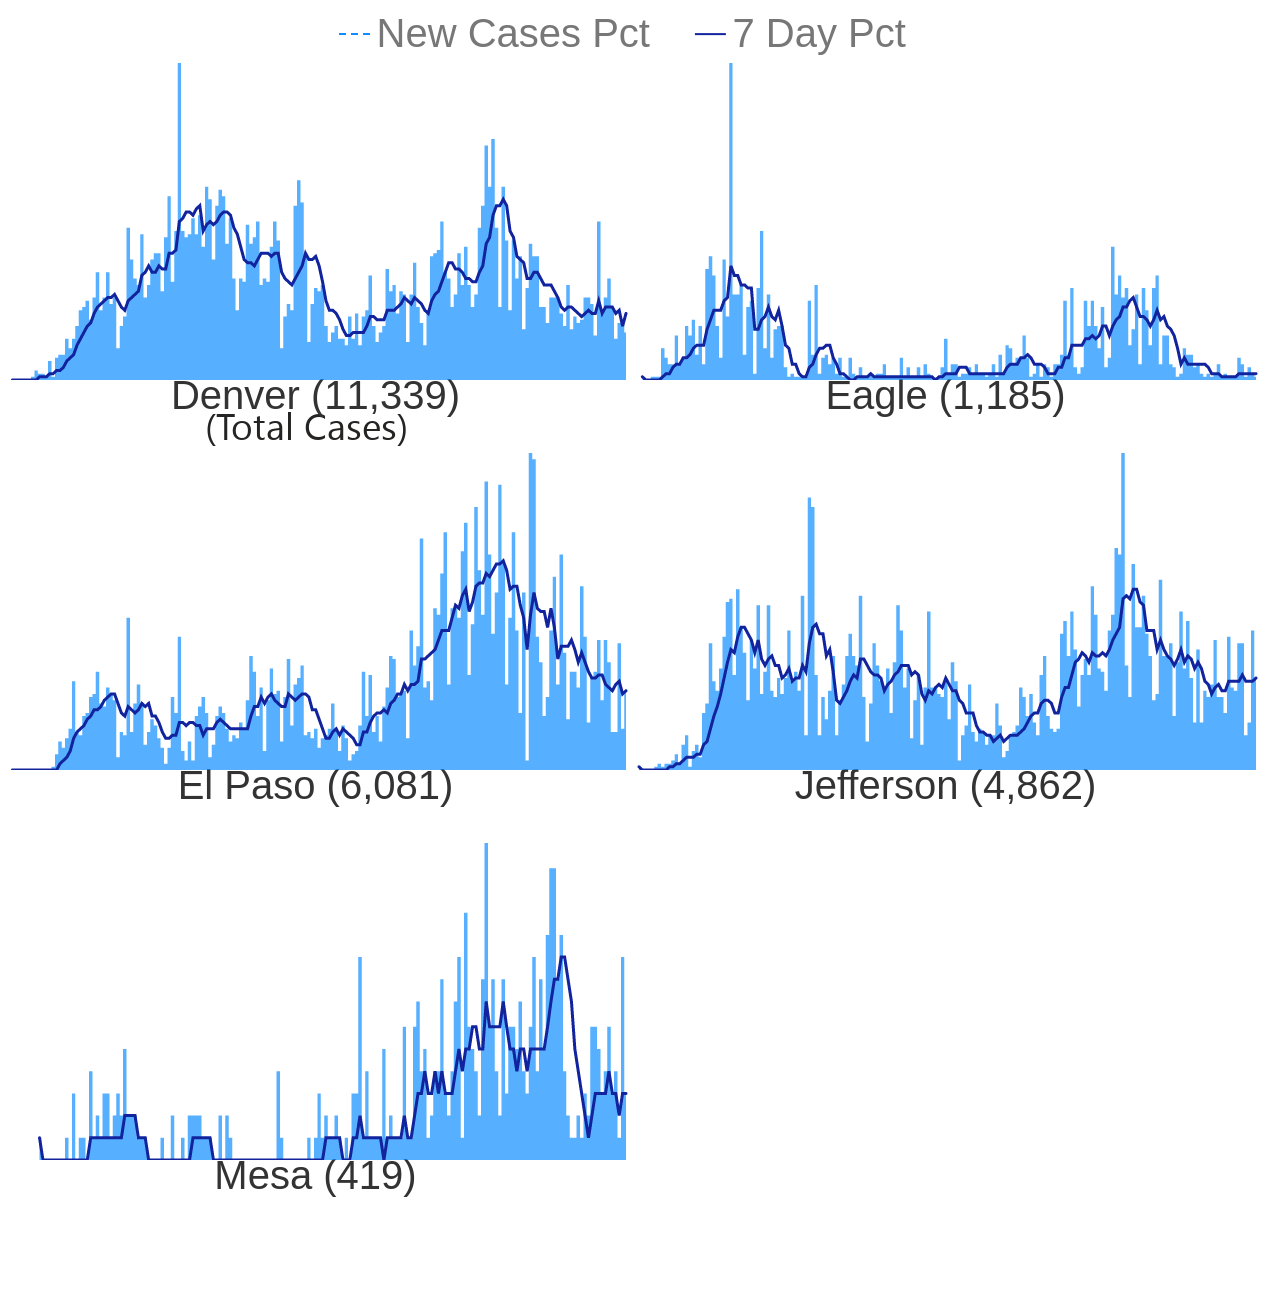 New Cases Pct 7 Day Pct
Denver (11,339) Eagle (1,185)
(Total Cases)
El Paso (6,081) Jefferson (4,862)
Mesa (419)